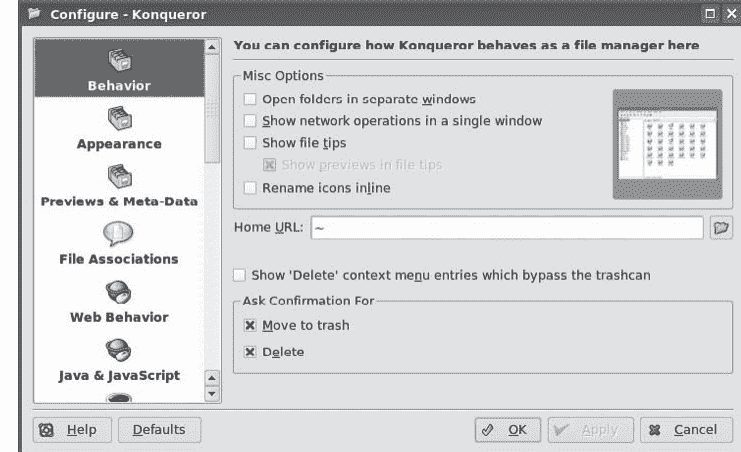 Configure - Konqueror
You can configure how Konqueror behaves as a file manager here
Behavior
Appearance
Previews & Meta-Data
File Associations
Web Behavior
Java & JavaScript
Misc Options
Open folders in separate windows
Show network operations in a single window
Show file tips
Show previews in file tips
Rename icons inline
Home URL: ~
Show 'Delete' context menu entries which bypass the trashcan
Ask Confirmation For
Move to trash
Delete
Help Defaults OK Apply Cancel